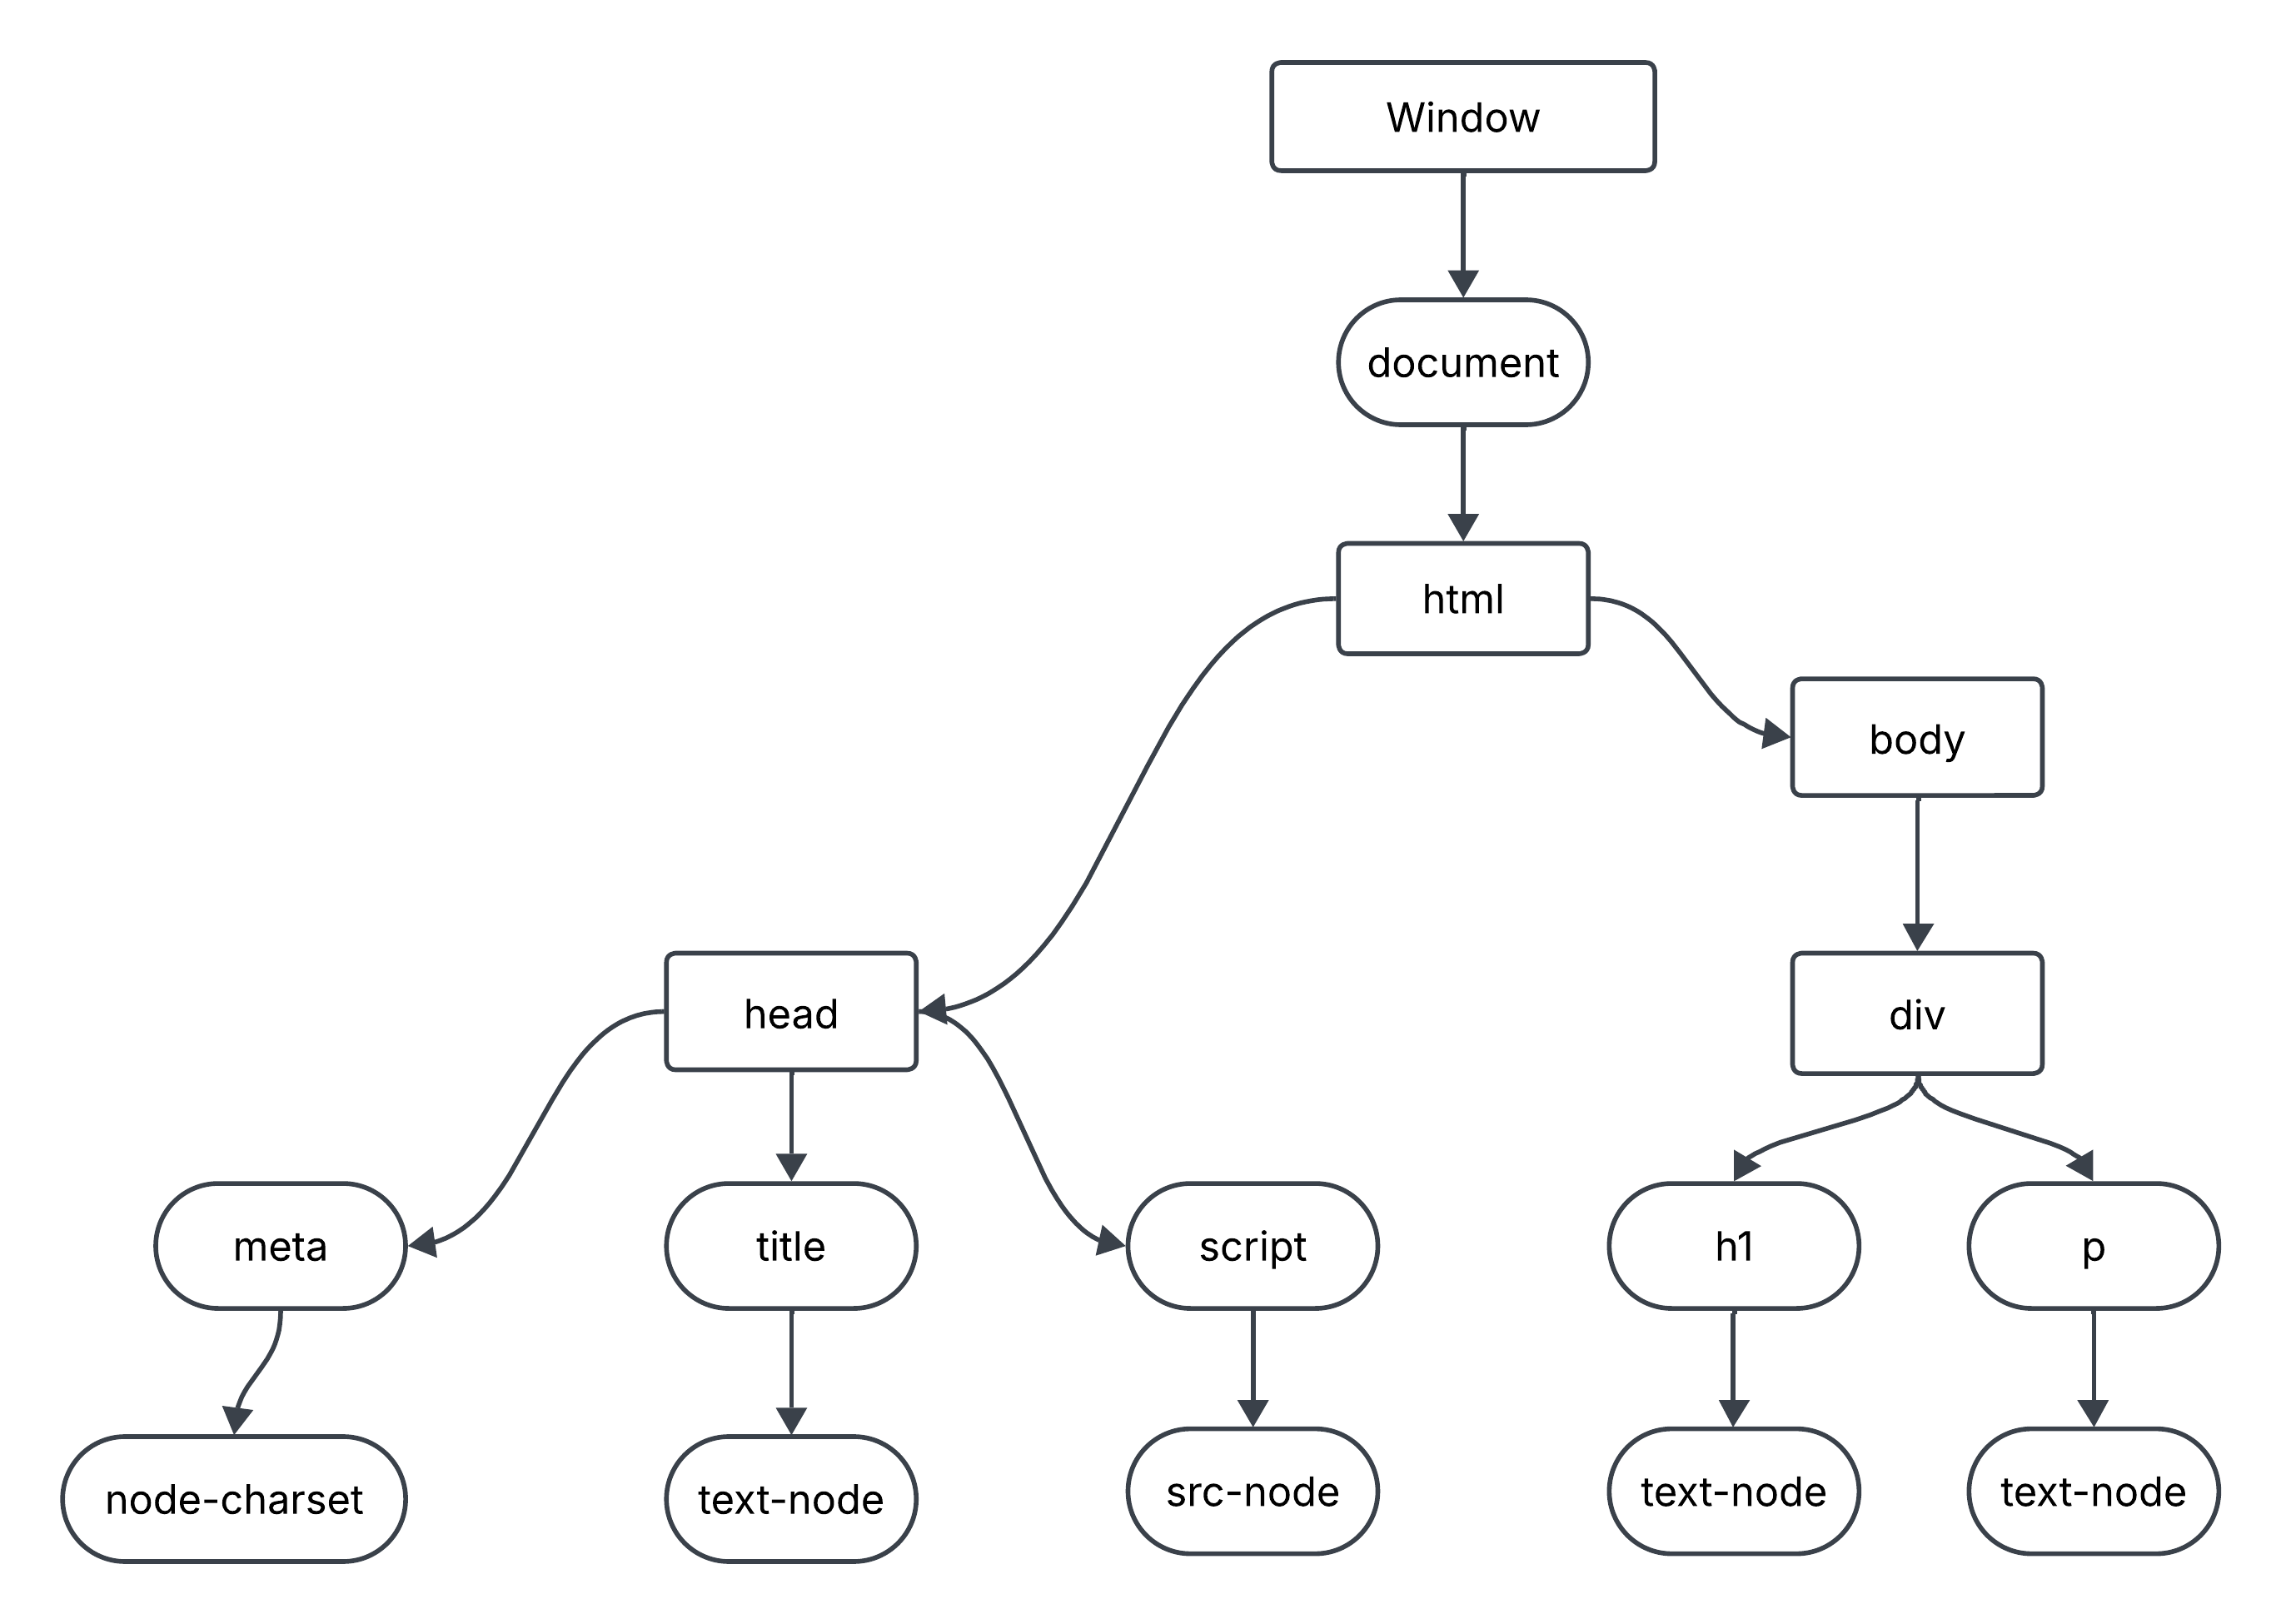 Window
document
html
body
head
div
meta
title
script
h1
p
node-charset
text-node
src-node
text-node
text-node